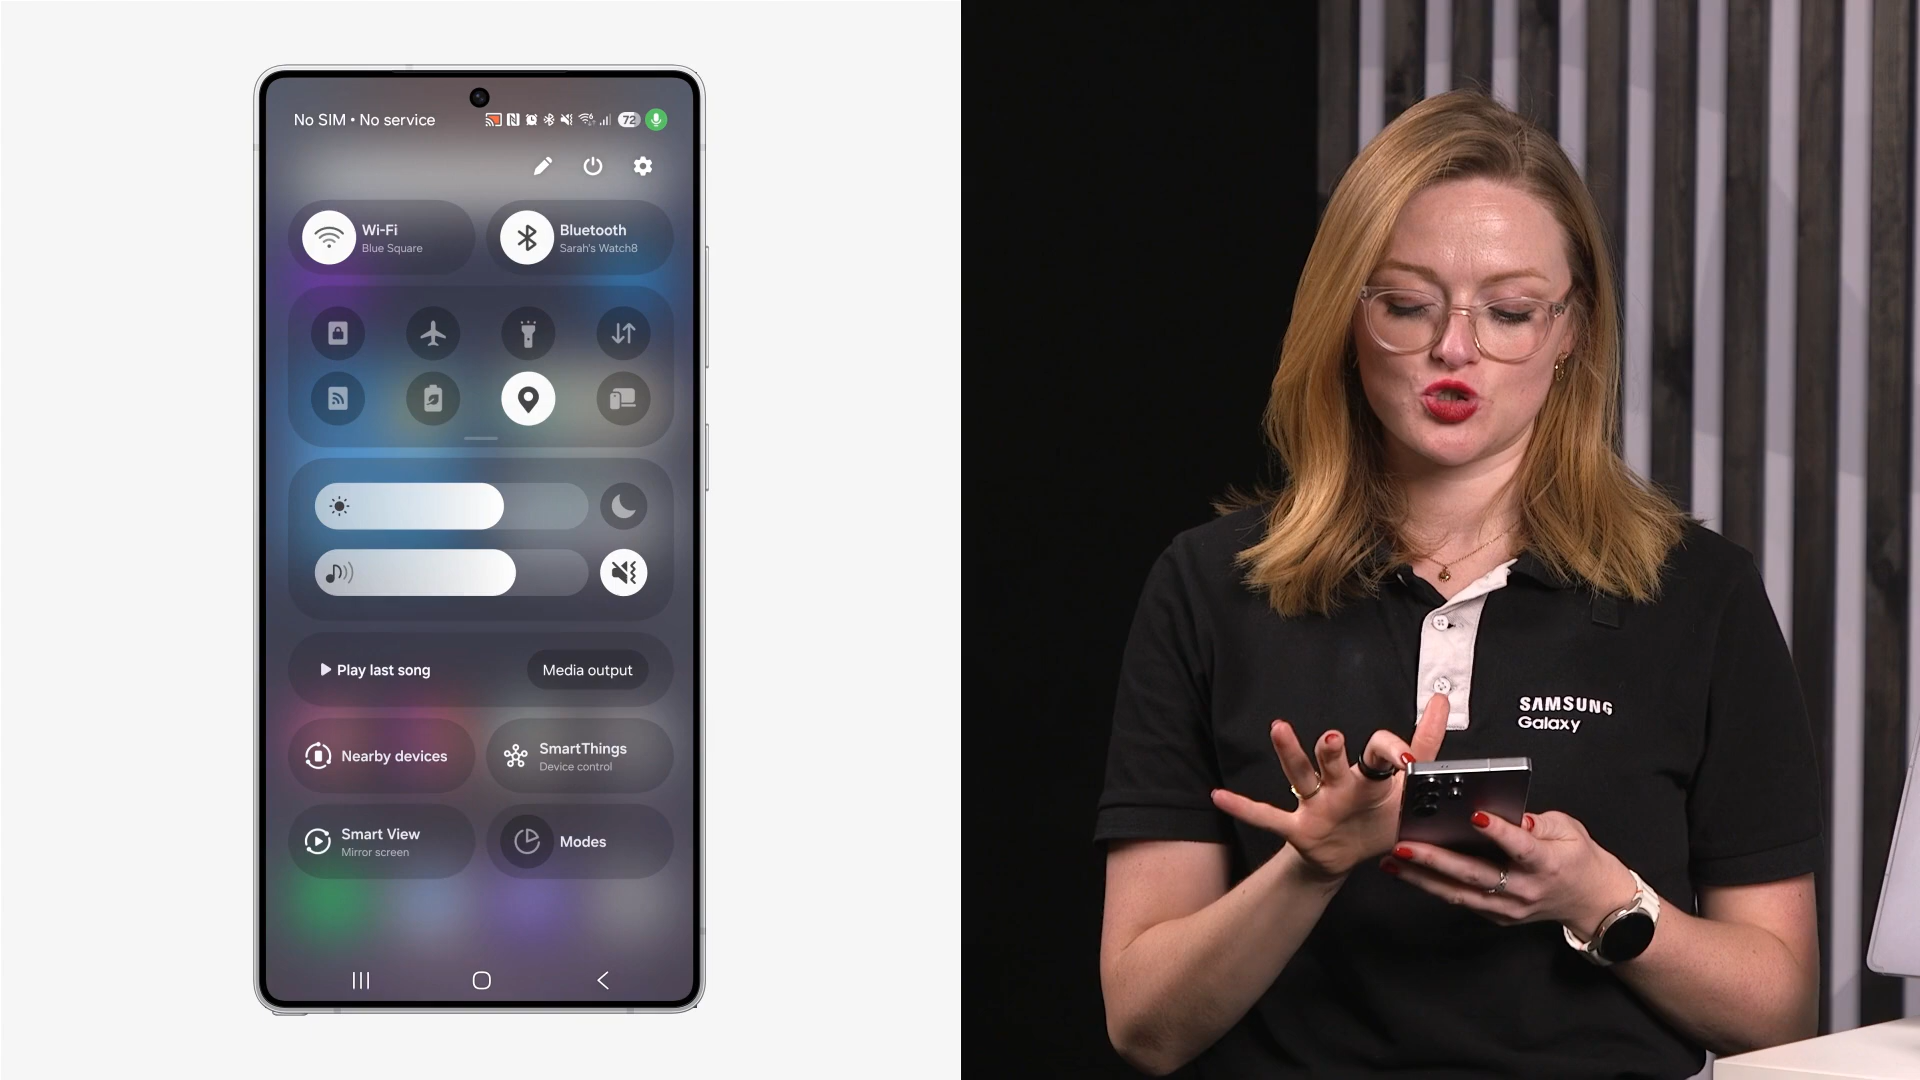 No SIM • No service
72
Wi-Fi
Blue Square
Bluetooth
Sarah's Watch8
Play last song
Media output
Nearby devices
SmartThings
Device control
Smart View
Mirror screen
Modes
SAMSUNG
Galaxy